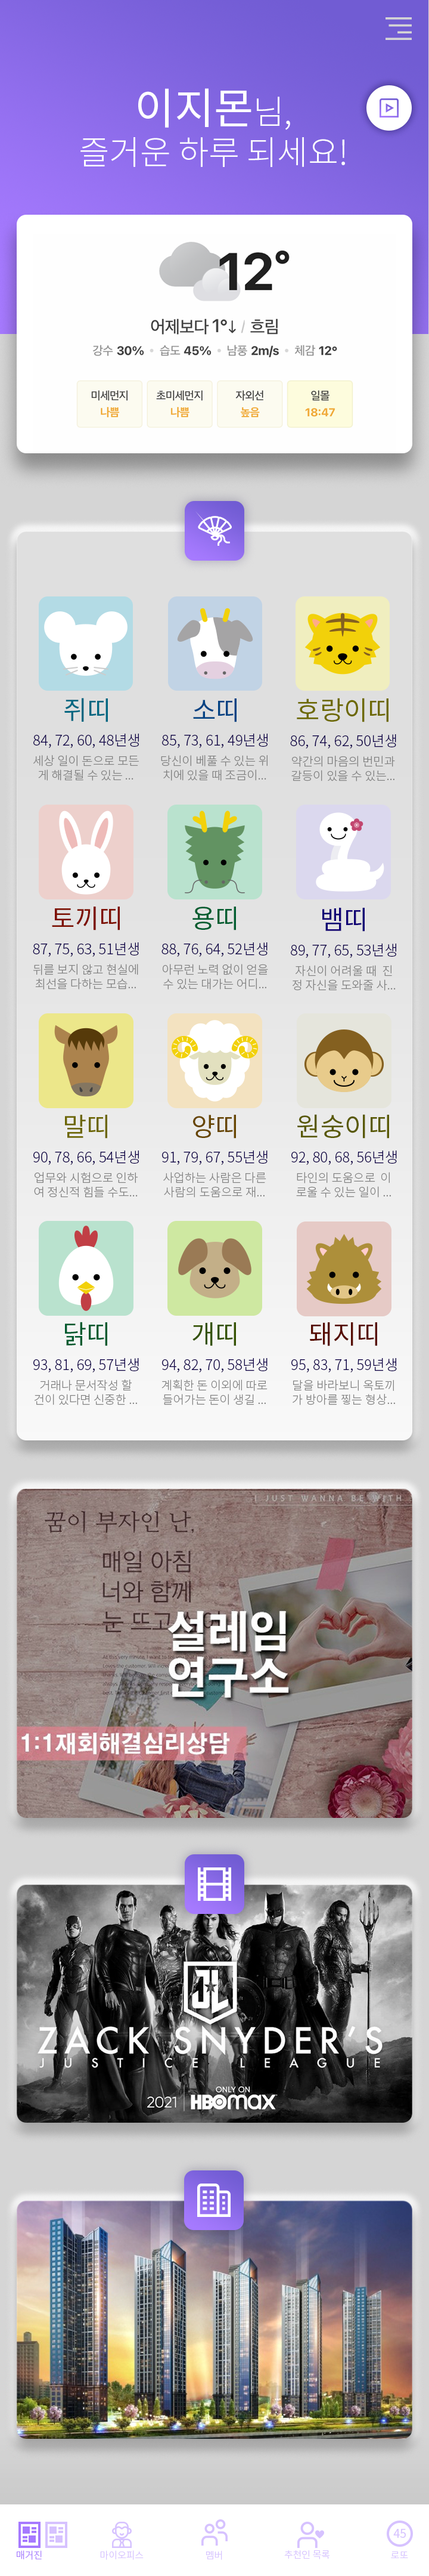 이지몬님,
즐거운 하루 되세요!
12°
어제보다 1°↓ / 흐림
강수 30% • 습도 45% • 남풍 2m/s • 체감 12°
미세먼지 초미세먼지 자외선 일몰
나쁨 나쁨 높음 18:47
쥐띠
84, 72, 60, 48년생
세상 일이 돈으로 모든
게 해결될 수 있는 ...
소띠
85, 73, 61, 49년생
당신이 베풀 수 있는 위
치에 있을 때 조금이...
호랑이띠
86, 74, 62, 50년생
약간의 마음의 번민과
갈등이 있을 수 있는...
토끼띠
87, 75, 63, 51년생
뒤를 보지 않고 현실에
최선을 다하는 모습...
용띠
88, 76, 64, 52년생
아무런 노력 없이 얻을
수 있는 대가는 어디...
뱀띠
89, 77, 65, 53년생
자신이 어려울 때 진
정 자신을 도와줄 사...
말띠
90, 78, 66, 54년생
업무와 시험으로 인하
여 정신적 힘들 수도...
양띠
91, 79, 67, 55년생
사업하는 사람은 다른
사람의 도움으로 재...
원숭이띠
92, 80, 68, 56년생
타인의 도움으로 이
로울 수 있는 일이 ...
닭띠
93, 81, 69, 57년생
거래나 문서작성 할
건이 있다면 신중한 ...
개띠
94, 82, 70, 58년생
계획한 돈 이외에 따로
들어가는 돈이 생길 ...
돼지띠
95, 83, 71, 59년생
달을 바라보니 옥토끼
가 방아를 찧는 형상...
I JUST WANNA BE WITH
꿈이 부자인 난,
매일 아침
너와 함께
눈 뜨고
설레임
연구소
1:1재회해결심리상담
JL
ZACK SNYDER'S
JUSTICE LEAGUE
2021 ONLY ON HBOmax
매거진 마이오피스 멤버 추천인 목록 로또
45